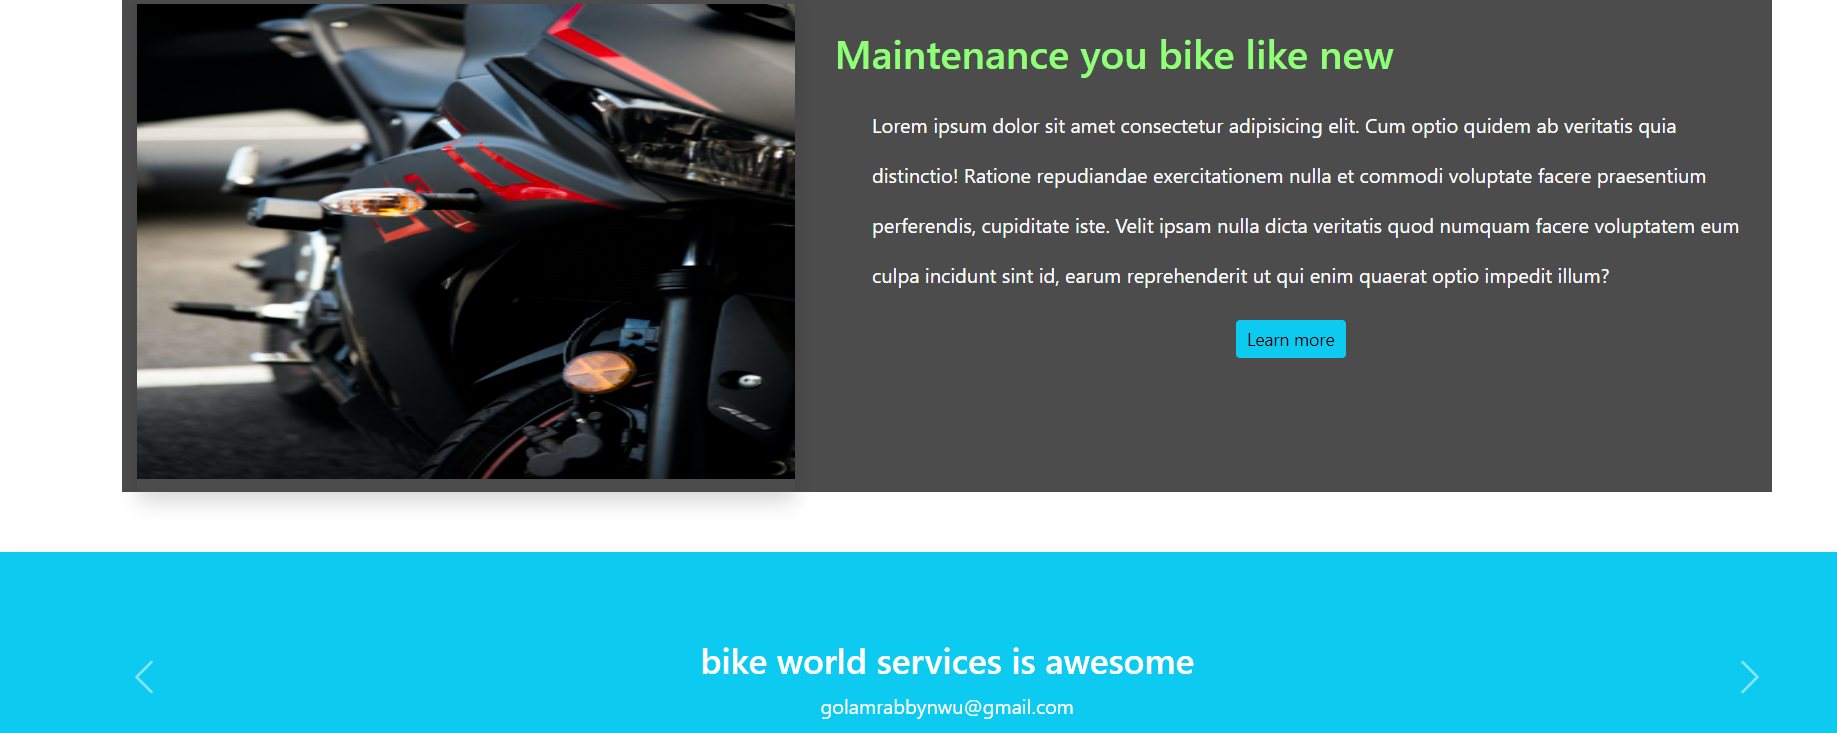 Maintenance you bike like new
Lorem ipsum dolor sit amet consectetur adipisicing elit. Cum optio quidem ab veritatis quia
distinctio! Ratione repudiandae exercitationem nulla et commodi voluptate facere praesentium
perferendis, cupiditate iste. Velit ipsam nulla dicta veritatis quod numquam facere voluptatem eum
culpa incidunt sint id, earum reprehenderit ut qui enim quaerat optio impedit illum?
Learn more
ABS
bike world services is awesome
golamrabbynwu@gmail.com